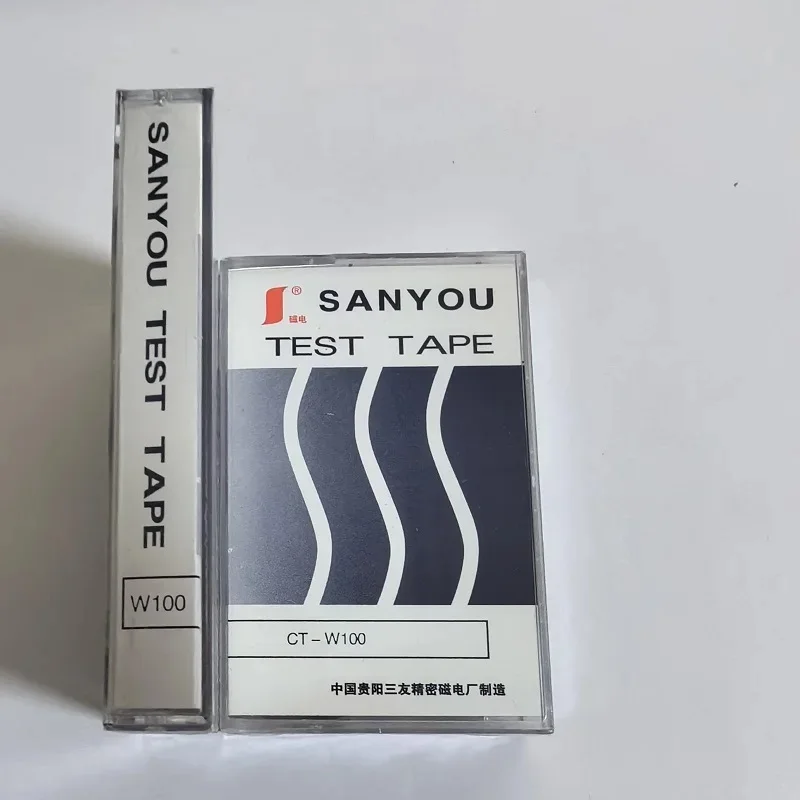 SANYOU TEST TAPE
W100
® SANYOU
磁电
TEST TAPE
CT-W100
中国贵阳三友精密磁电厂制造